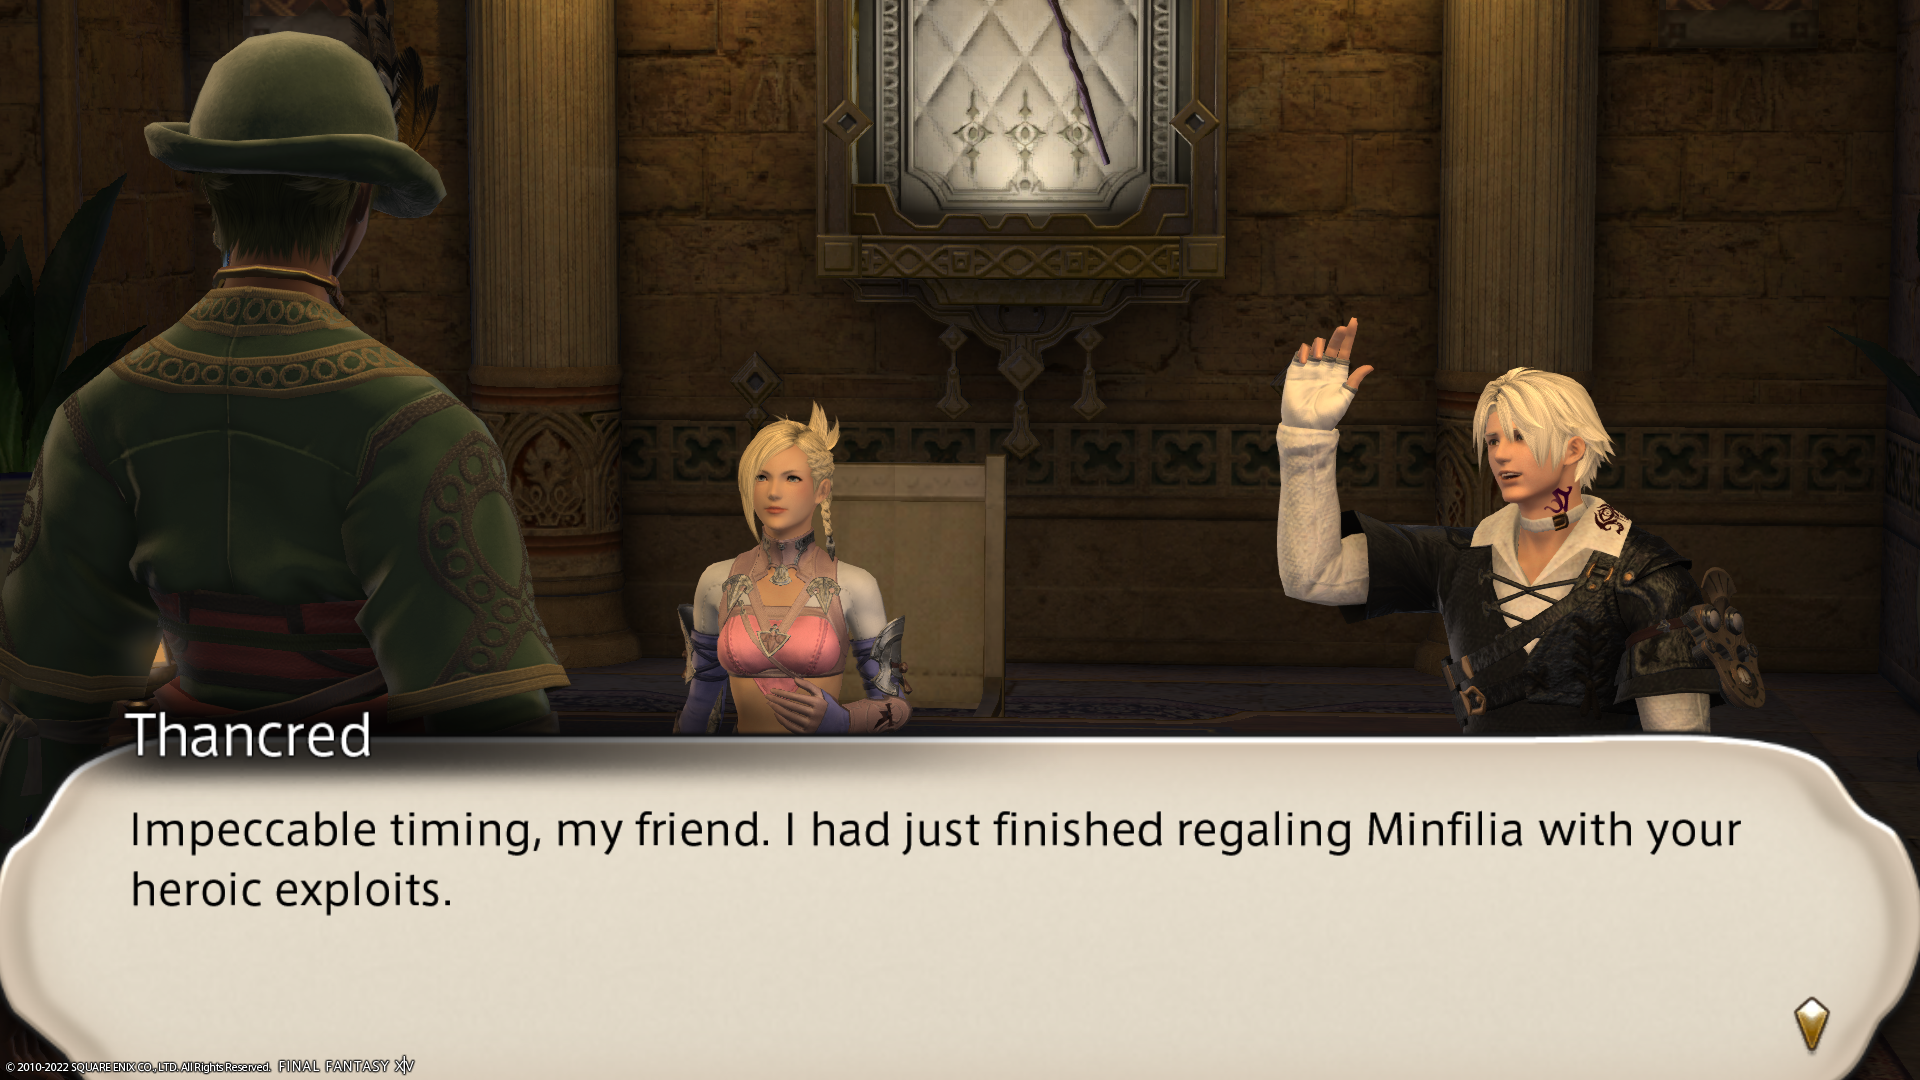 Thancred
Impeccable timing, my friend. I had just finished regaling Minfilia with your
heroic exploits.
© 2010-2022 SQUARE ENIX CO., LTD. All Rights Reserved. FINAL FANTASY XIV